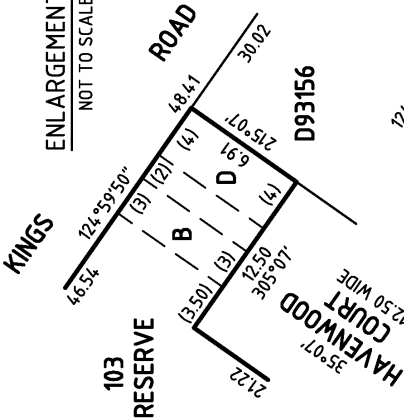 ENLARGEMENT
NOT TO SCALE
ROAD
30.02
48.41
KINGS
124°59'50"
46.54
(3)
(2)
(4)
6.91
215°07'
D93156
D
B
(3.50)
(3)
(4)
12.50
305°07'
103
RESERVE
21.22
HAVENWOOD
COURT
35°07'
12.50 WIDE